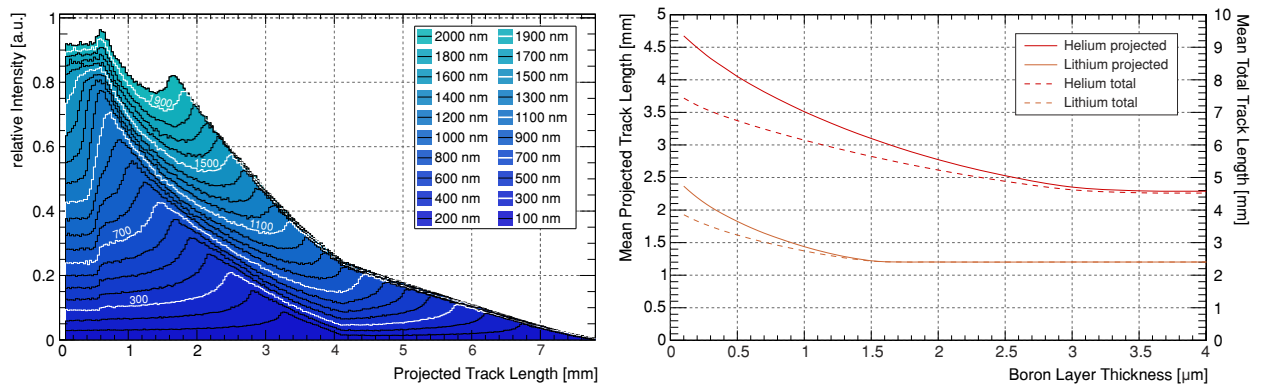 relative Intensity [a.u.]
1
0.8
0.6
0.4
0.2
0
0 1 2 3 4 5 6 7
Projected Track Length [mm]
1900
1500
1100
700
300
2000 nm 1900 nm
1800 nm 1700 nm
1600 nm 1500 nm
1400 nm 1300 nm
1200 nm 1100 nm
1000 nm 900 nm
800 nm 700 nm
600 nm 500 nm
400 nm 300 nm
200 nm 100 nm
Mean Projected Track Length [mm]
5
4.5
4
3.5
3
2.5
2
1.5
1
0.5
0
0 0.5 1 1.5 2 2.5 3 3.5 4
Boron Layer Thickness [µm]
Helium projected
Lithium projected
Helium total
Lithium total
10
9
8
7
6
5
4
3
2
1
0
Mean Total Track Length [mm]